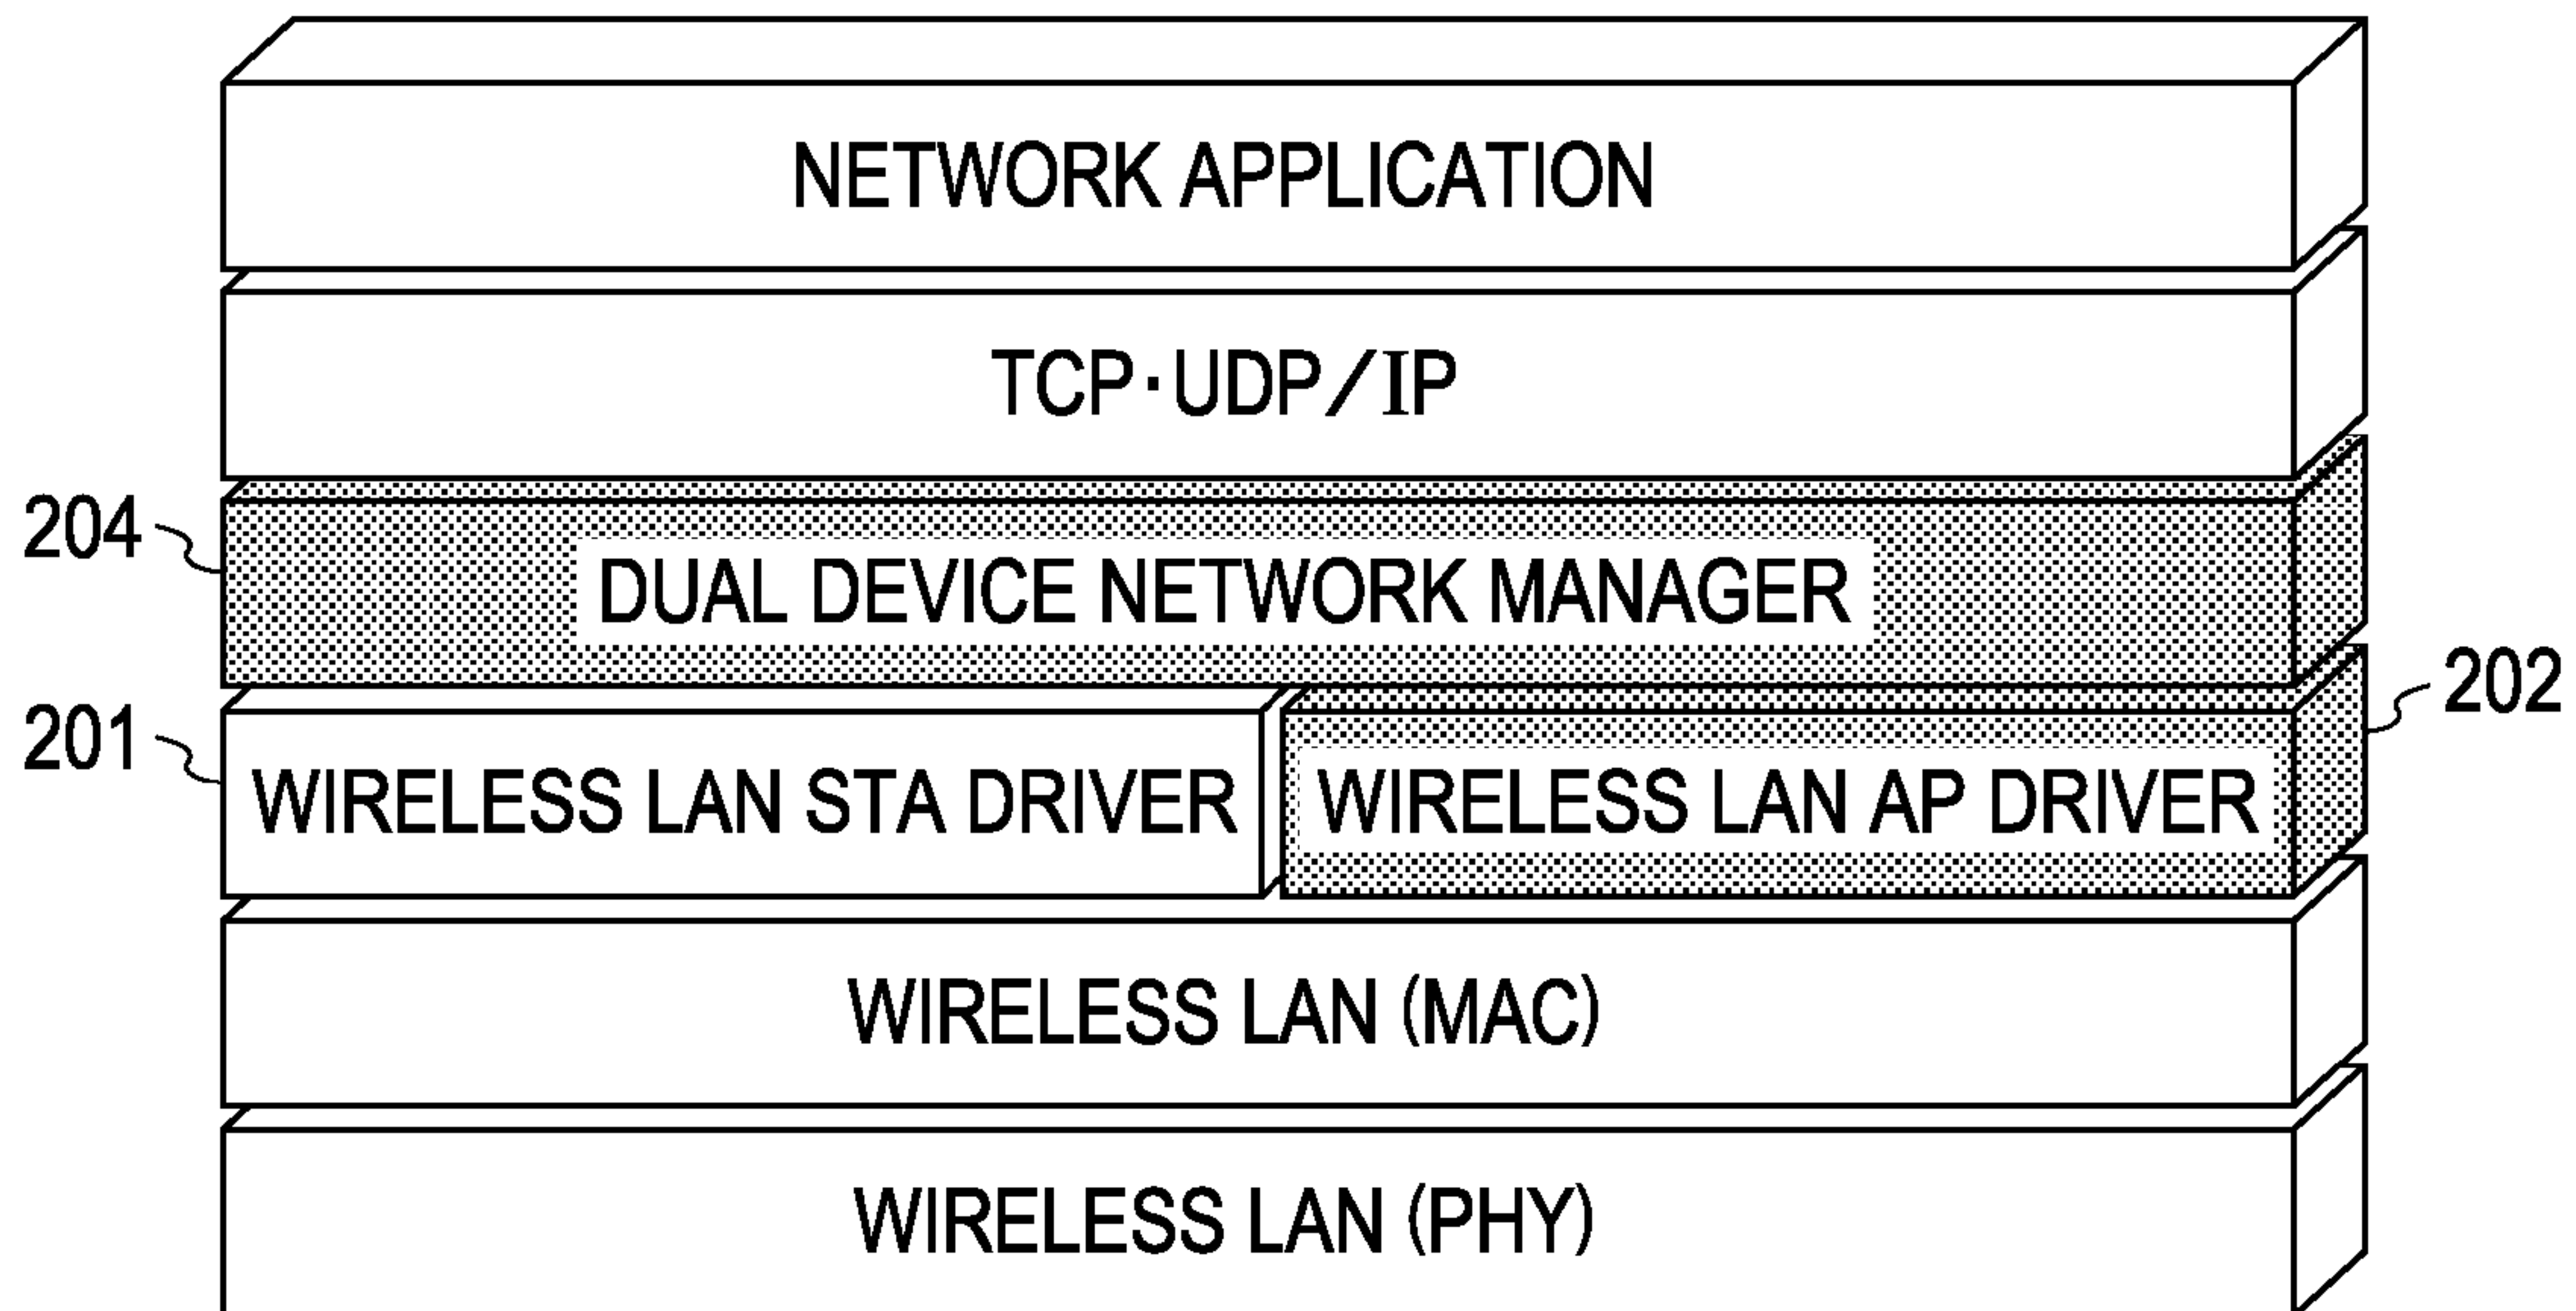 NETWORK APPLICATION
TCP·UDP/IP
204
DUAL DEVICE NETWORK MANAGER
202
201
WIRELESS LAN STA DRIVER
WIRELESS LAN AP DRIVER
WIRELESS LAN (MAC)
WIRELESS LAN (PHY)